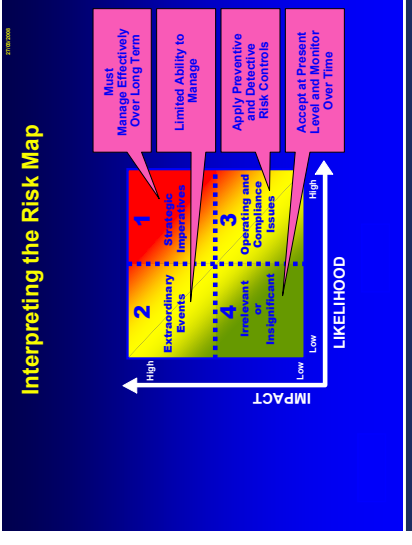 27/05/2008
Interpreting the Risk Map
Must
Manage Effectively
Over Long Term
Limited Ability to
Manage
Apply Preventive
and Detective
Risk Controls
Accept at Present
Level and Monitor
Over Time
IMPACT
High
Low
2
Extraordinary
Events
1
Strategic
Imperatives
4
Irrelevant
or
Insignificant
3
Operating and
Compliance
Issues
Low
High
LIKELIHOOD